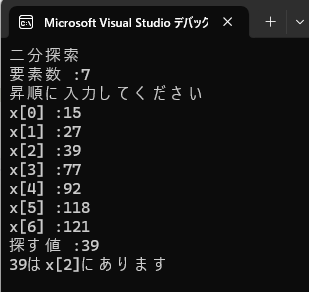 Microsoft Visual Studio デバック
二分探索
要素数 :7
昇順に入力してください
x[0] :15
x[1] :27
x[2] :39
x[3] :77
x[4] :92
x[5] :118
x[6] :121
探す値 :39
39はx[2]にあります